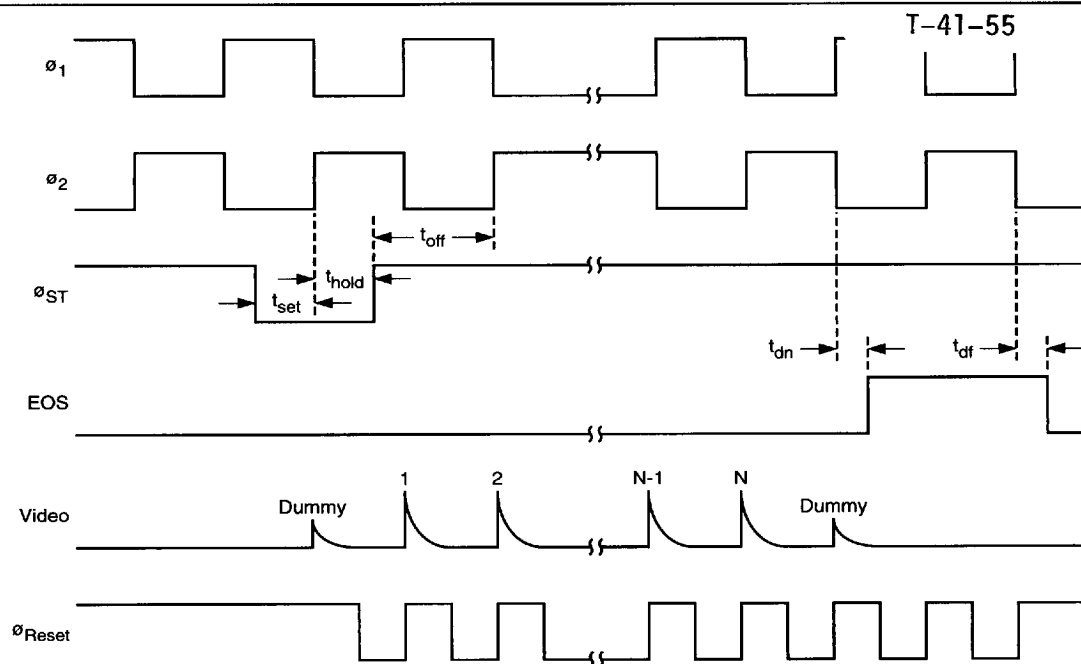 T-41-55
ø1
ø2
toff
thold
øST
tset
tdn
tdf
EOS
1
2
N-1
N
Dummy
Dummy
Video
øReset